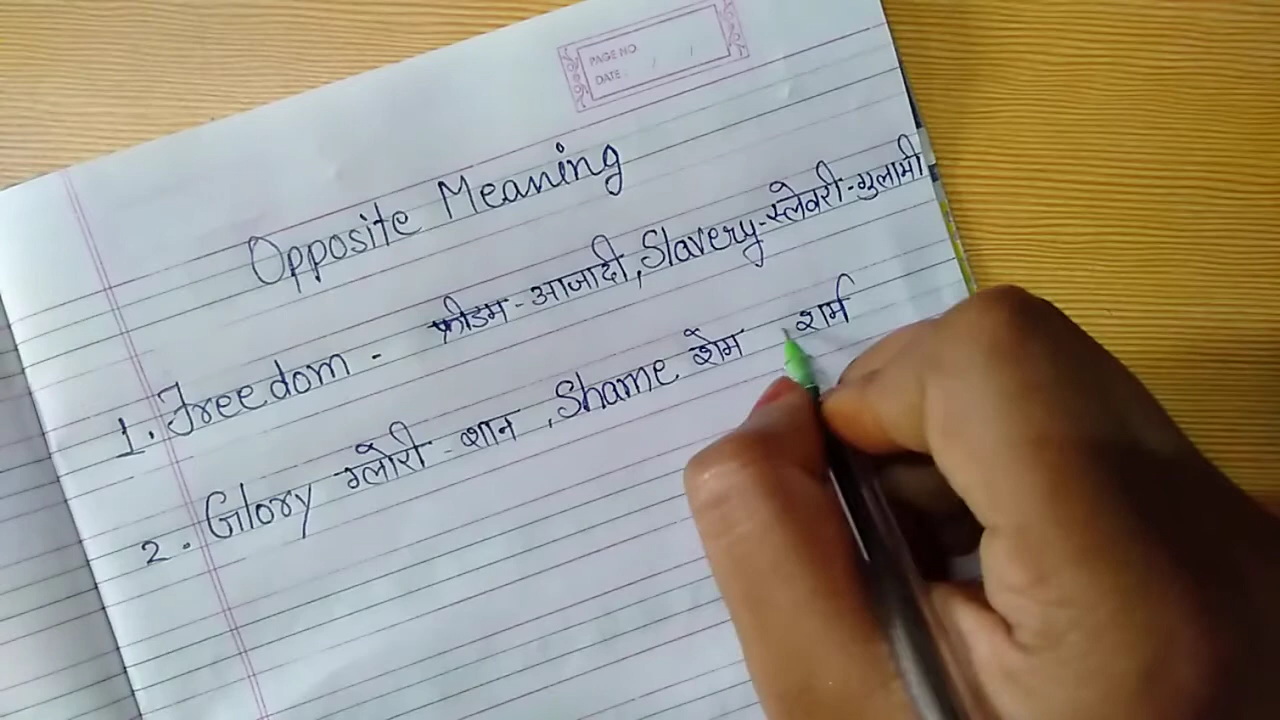 PAGE NO.
DATE: / /
Opposite Meaning
1. Freedom - फ्रीडम - आजादी, Slavery - स्लेवरी - गुलामी
2. Glory ग्लोरी - शान , Shame शेम शर्म